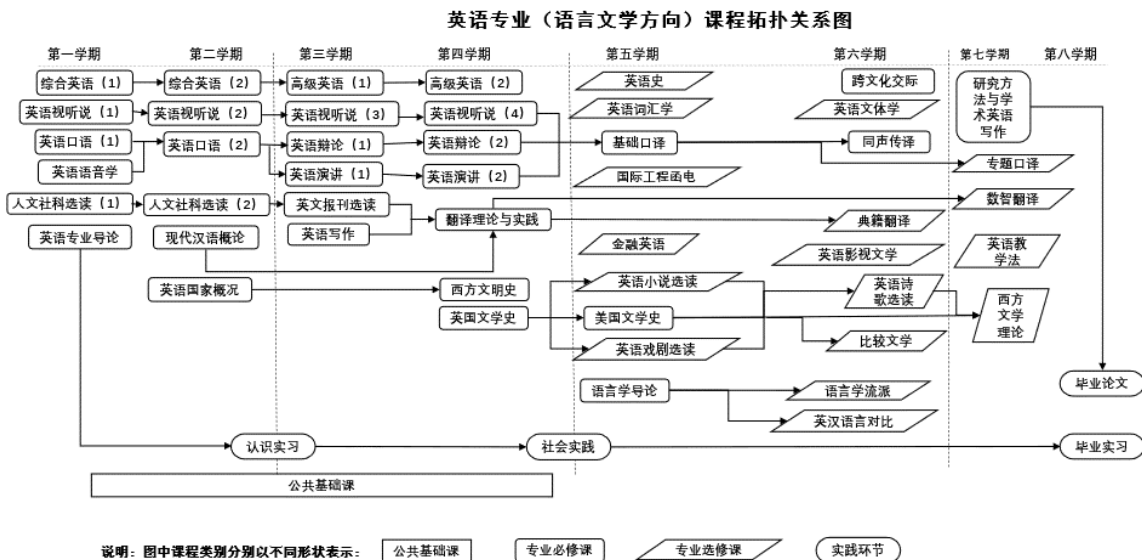 英语专业（语言文学方向）课程拓扑关系图
第一学期 第二学期 第三学期 第四学期 第五学期 第六学期 第七学期 第八学期
综合英语（1） 综合英语（2） 高级英语（1） 高级英语（2） 英语史 跨文化交际
英语视听说（1） 英语视听说（2） 英语视听说（3） 英语视听说（4） 英语词汇学 英语文体学
研究方
法与学
术英语
写作
英语口语（1） 英语口语（2） 英语辩论（1） 英语辩论（2） 基础口译 同声传译
英语语音学 英语演讲（1） 英语演讲（2） 国际工程函电 专题口译
人文社科选读（1） 人文社科选读（2） 英文报刊选读 翻译理论与实践 数智翻译
英语专业导论 现代汉语概论 英语写作 典籍翻译
金融英语 英语影视文学
英语教
学法
英语国家概况 西方文明史 英语小说选读
英语诗
歌选读
英国文学史 美国文学史
西方
文学
理论
英语戏剧选读 比较文学
毕业论文
语言学导论 语言学流派
英汉语言对比
认识实习 社会实践 毕业实习
公共基础课
说明：图中课程类别分别以不同形状表示： 公共基础课 专业必修课 专业选修课 实践环节